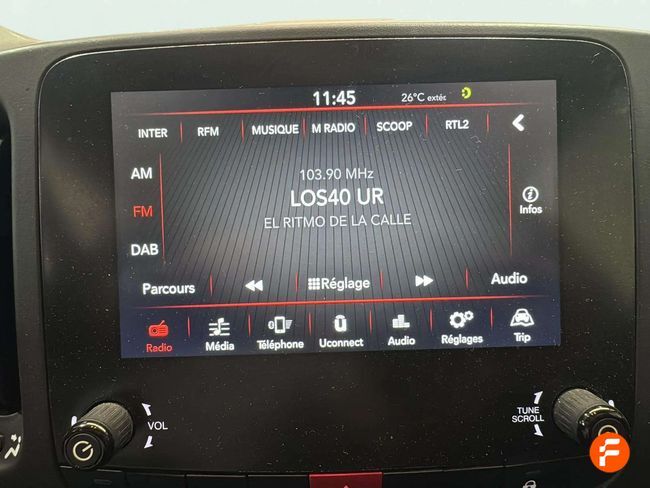 11:45 26°C extér
INTER RFM MUSIQUE M RADIO SCOOP RTL2
AM
103.90 MHz
LOS40 UR
FM
Infos
EL RITMO DE LA CALLE
DAB
Parcours Réglage Audio
Radio Média Téléphone Uconnect Audio Réglages Trip
VOL
TUNE
SCROLL